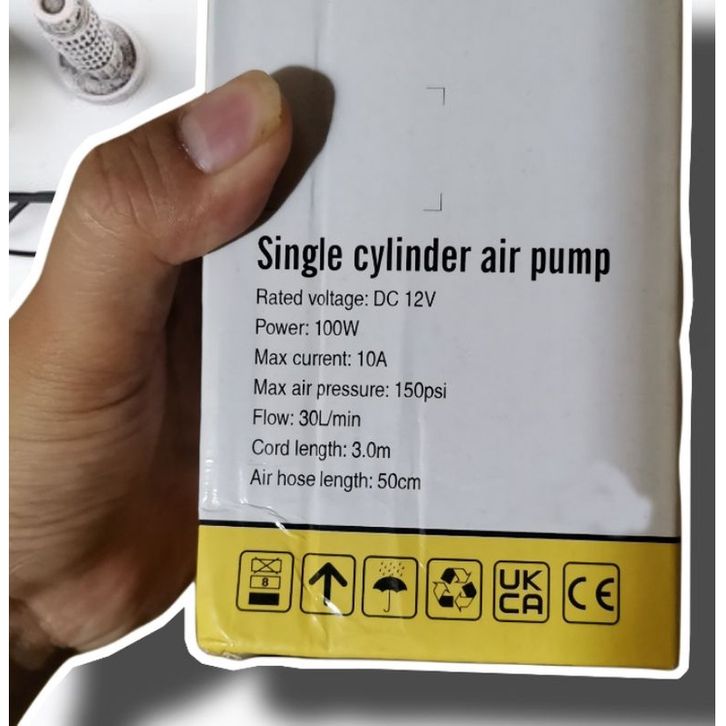 Single cylinder air pump
Rated voltage: DC 12V
Power: 100W
Max current: 10A
Max air pressure: 150psi
Flow: 30L/min
Cord length: 3.0m
Air hose length: 50cm
8
UK
CA
CE